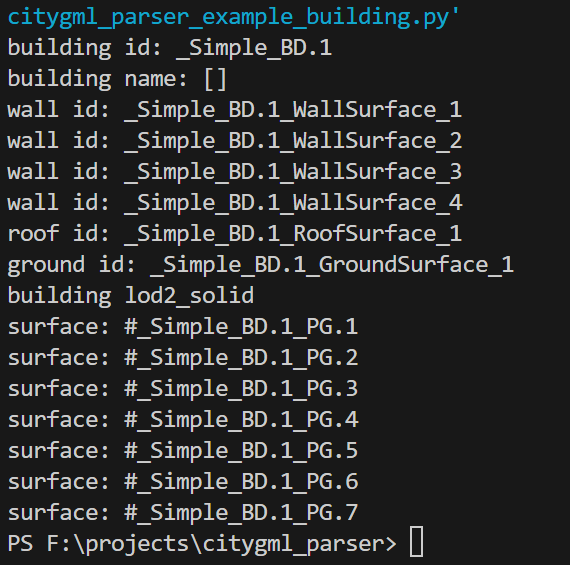 citygml_parser_example_building.py'
building id: _Simple_BD.1
building name: []
wall id: _Simple_BD.1_WallSurface_1
wall id: _Simple_BD.1_WallSurface_2
wall id: _Simple_BD.1_WallSurface_3
wall id: _Simple_BD.1_WallSurface_4
roof id: _Simple_BD.1_RoofSurface_1
ground id: _Simple_BD.1_GroundSurface_1
building lod2_solid
surface: #_Simple_BD.1_PG.1
surface: #_Simple_BD.1_PG.2
surface: #_Simple_BD.1_PG.3
surface: #_Simple_BD.1_PG.4
surface: #_Simple_BD.1_PG.5
surface: #_Simple_BD.1_PG.6
surface: #_Simple_BD.1_PG.7
PS F:\projects\citygml_parser>